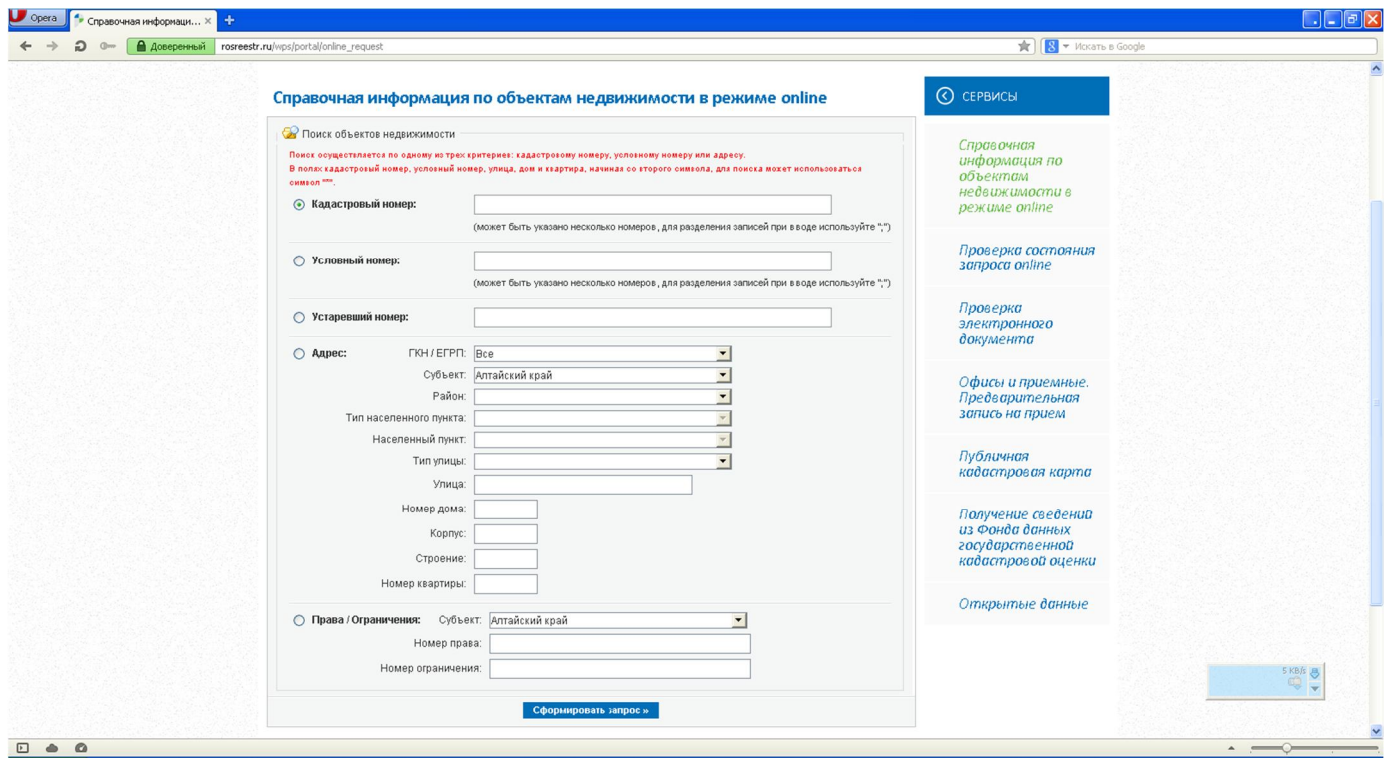 Opera
Справочная информаци...
Доверенный
rosreestr.ru/wps/portal/online_request
Искать в Google
Справочная информация по объектам недвижимости в режиме online
Поиск объектов недвижимости
Поиск осуществляется по одному из трех критериев: кадастровому номеру, условному номеру или адресу.
В полях кадастровый номер, условный номер, улица, дом и квартира, начиная со второго символа, для поиска может использоваться
символ "*".
Кадастровый номер:
(может быть указано несколько номеров, для разделения записей при вводе используйте ";")
Условный номер:
(может быть указано несколько номеров, для разделения записей при вводе используйте ";")
Устаревший номер:
Адрес: ГКН / ЕГРП: Все
Субъект: Алтайский край
Район:
Тип населенного пункта:
Населенный пункт:
Тип улицы:
Улица:
Номер дома:
Корпус:
Строение:
Номер квартиры:
Права / Ограничения: Субъект: Алтайский край
Номер права:
Номер ограничения:
Сформировать запрос »
СЕРВИСЫ
Справочная
информация по
объектам
недвижимости в
режиме online
Проверка состояния
запроса online
Проверка
электронного
документа
Офисы и приемные.
Предварительная
запись на прием
Публичная
кадастровая карта
Получение сведений
из Фонда данных
государственной
кадастровой оценки
Открытые данные
5 KB/s